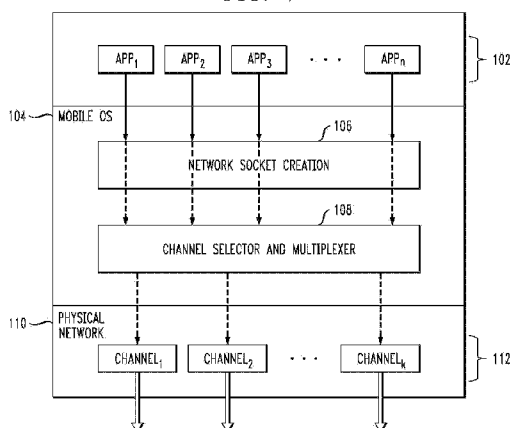 APP1 APP2 APP3 . . . APPn
102
104 MOBILE OS
106
NETWORK SOCKET CREATION
108
CHANNEL SELECTOR AND MULTIPLEXER
110 PHYSICAL
NETWORK
CHANNEL1 CHANNEL2 . . . CHANNELk
112